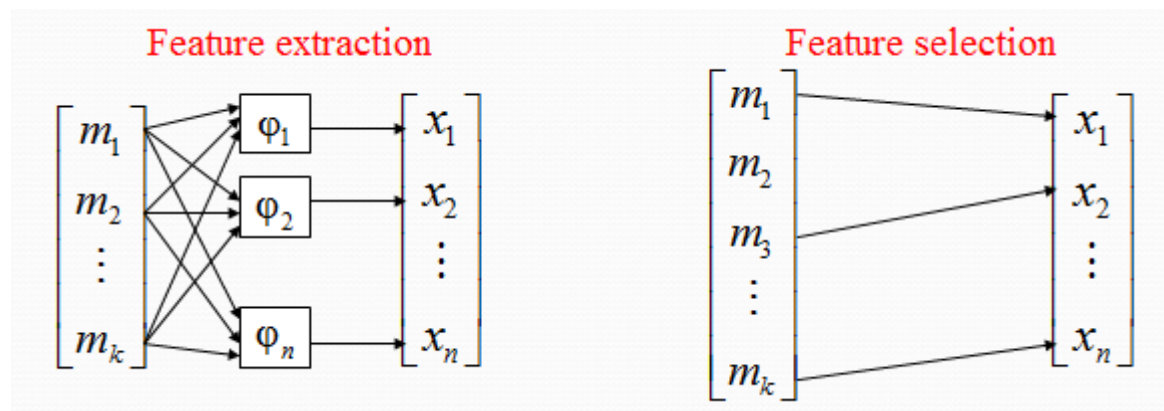 Feature extraction
m₁
m₂
⋮
mₖ
φ₁
φ₂
φₙ
x₁
x₂
⋮
xₙ
Feature selection
m₁
m₂
m₃
⋮
mₖ
x₁
x₂
⋮
xₙ